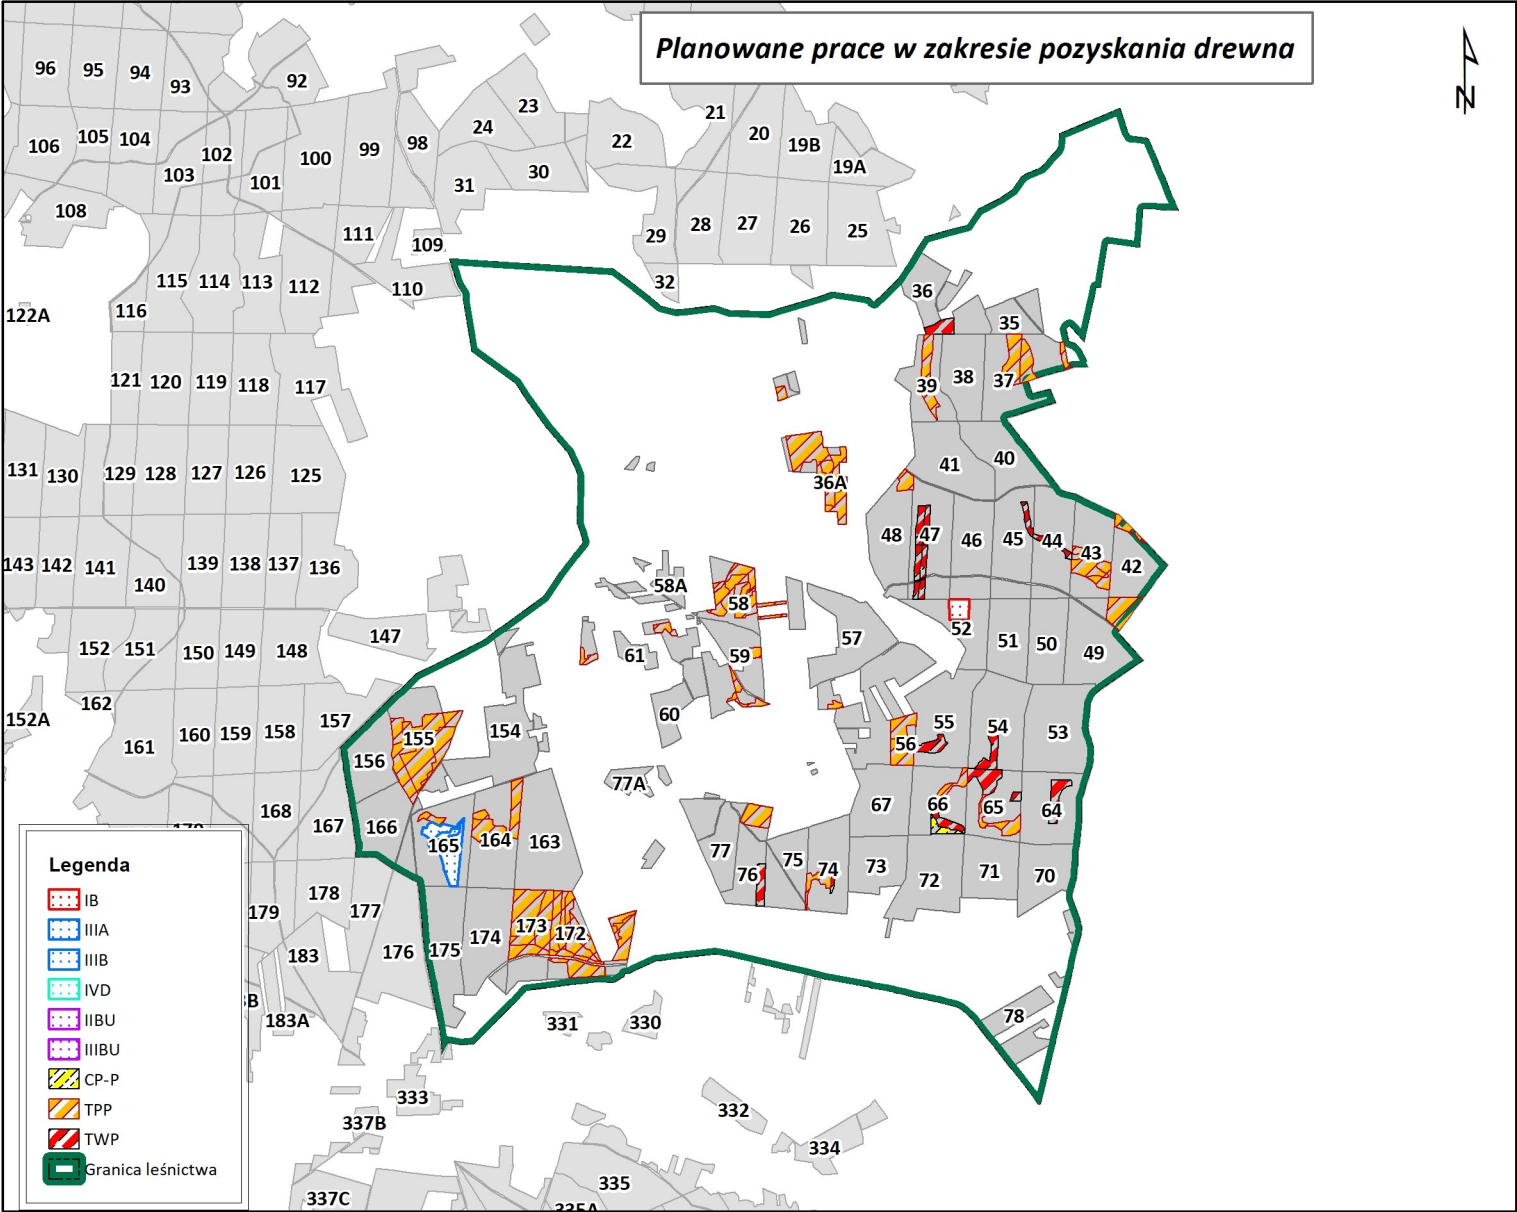 Planowane prace w zakresie pozyskania drewna
N
96 95 94 93 92
23
24 22 21 20 19B 19A
106 105 104 103 102 101 100 99 98
31 30
108 111 109 29 28 27 26 25
115 114 113 112 110 32
122A 116
36 35
121 120 119 118 117
39 38 37
131 130 129 128 127 126 125
41 40
36A
143 142 141 140 139 138 137 136
48 47 46 45 44 43 42
58A 58
147
152 151 150 149 148
61 59 57 52 51 50 49
162
152A 161 160 159 158 157
60
154 155 156
55 54 53 56
77A
168 167 166 165 164 163
67 66 65 64
77 76 75 74 73 72 71 70
179 178 177 176 175 174 173 172
183
183A
331 330 78
333
337B
332 334
335
337C
335A
Legenda
IB
IIIA
IIIB
IVD
IIBU
IIIBU
CP-P
TPP
TWP
Granica leśnictwa